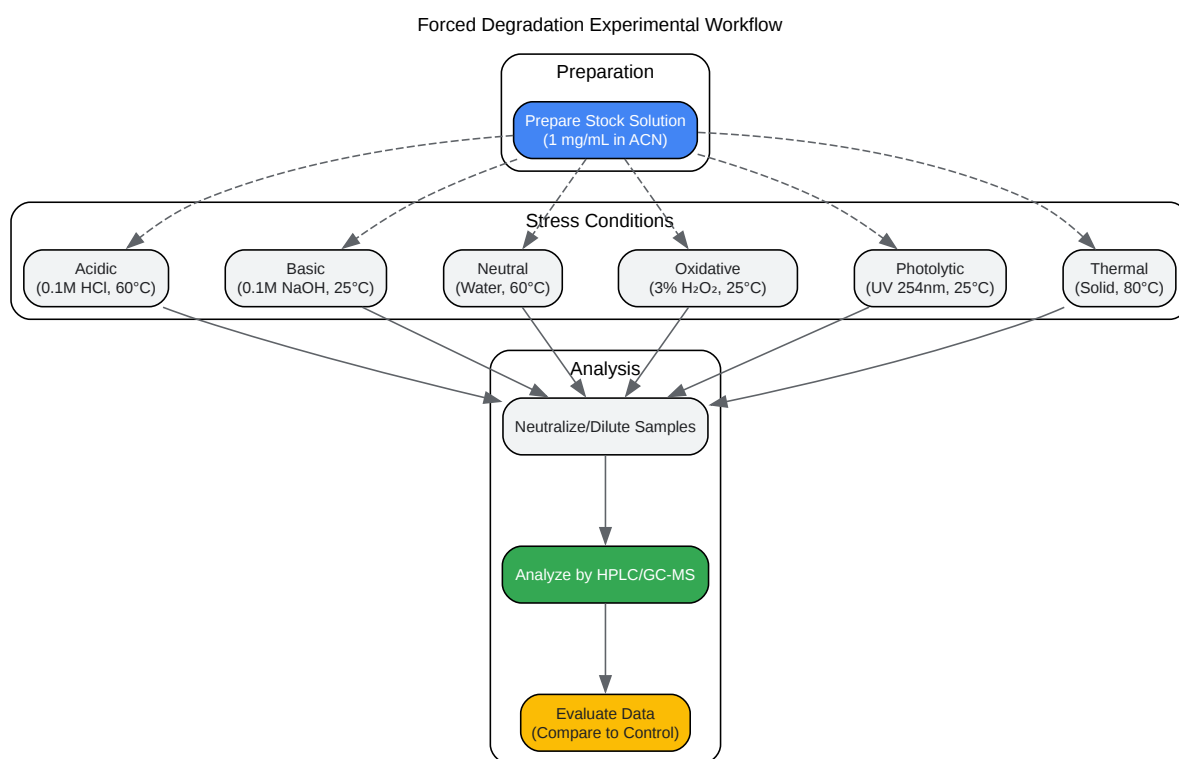 Forced Degradation Experimental Workflow
Preparation
Prepare Stock Solution
(1 mg/mL in ACN)
Stress Conditions
Acidic
(0.1M HCl, 60°C)
Basic
(0.1M NaOH, 25°C)
Neutral
(Water, 60°C)
Oxidative
(3% H₂O₂, 25°C)
Photolytic
(UV 254nm, 25°C)
Thermal
(Solid, 80°C)
Analysis
Neutralize/Dilute Samples
Analyze by HPLC/GC-MS
Evaluate Data
(Compare to Control)